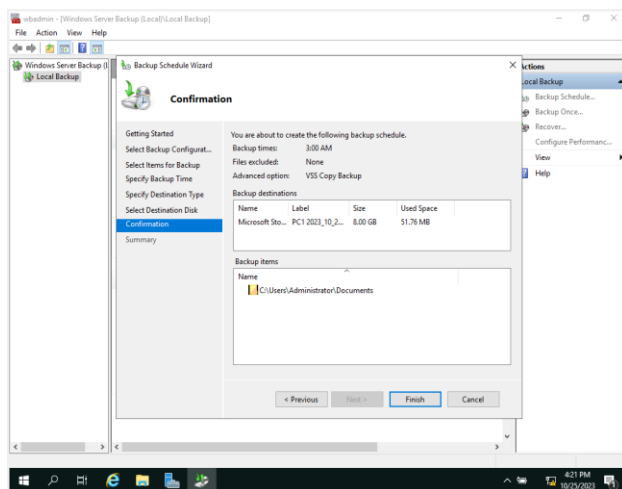 wbadmin - [Windows Server Backup (Local)\Local Backup]
File Action View Help
Windows Server Backup (l
Local Backup
Backup Schedule Wizard
Confirmation
Getting Started
Select Backup Configurat...
Select Items for Backup
Specify Backup Time
Specify Destination Type
Select Destination Disk
Confirmation
Summary
You are about to create the following backup schedule.
Backup times: 3:00 AM
Files excluded: None
Advanced option: VSS Copy Backup
Backup destinations
Name Label Size Used Space
Microsoft Sto... PC1 2023_10_2... 8.00 GB 51.76 MB
Backup items
Name
C:\Users\Administrator\Documents
< Previous Next > Finish Cancel
ctions
ocal Backup
Backup Schedule...
Backup Once...
Recover...
Configure Performanc...
View
Help
4:21 PM
10/25/2023